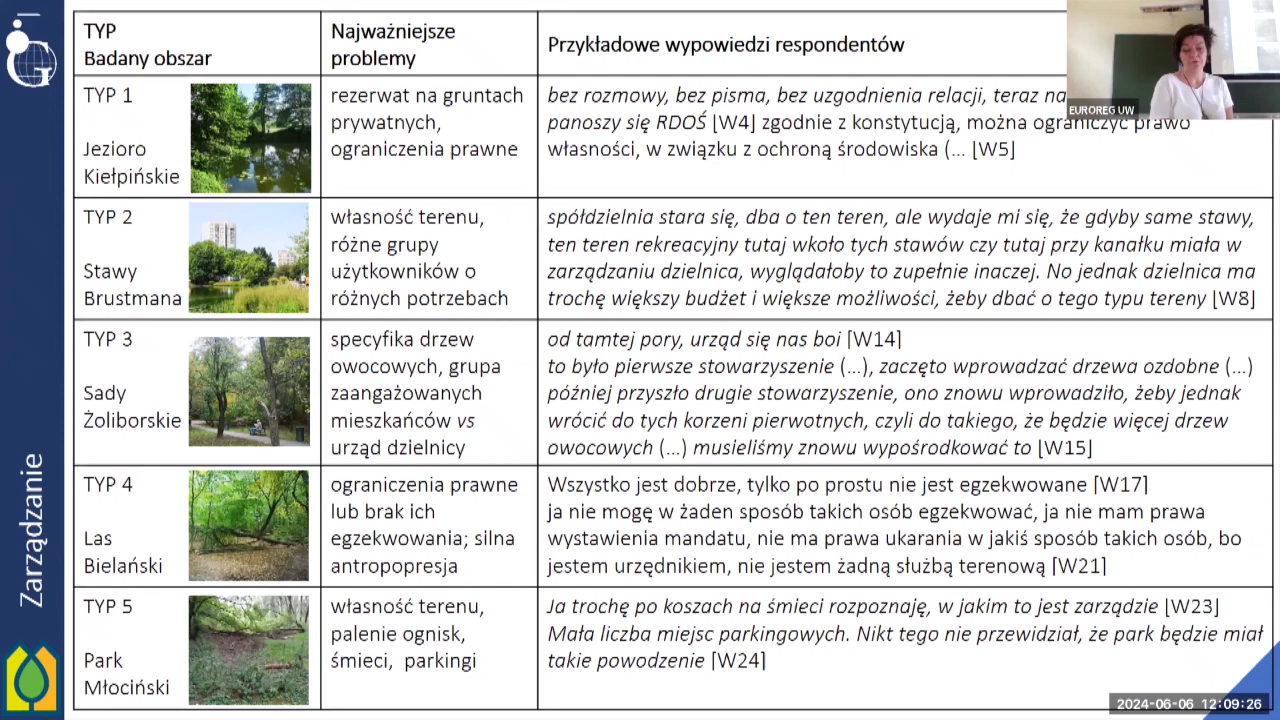 TYP
Badany obszar
Najważniejsze
problemy
Przykładowe wypowiedzi respondentów
EUROREG UW
TYP 1
Jezioro
Kiełpińskie
rezerwat na gruntach
prywatnych,
ograniczenia prawne
bez rozmowy, bez pisma, bez uzgodnienia relacji, teraz
panoszy się RDOŚ [W4] zgodnie z konstytucją, można ograniczyć prawo
własności, w związku z ochroną środowiska (... [W5]
TYP 2
Stawy
Brustmana
własność terenu,
różne grupy
użytkowników o
różnych potrzebach
spółdzielnia stara się, dba o ten teren, ale wydaje mi się, że gdyby same stawy,
ten teren rekreacyjny tutaj wkoło tych stawów czy tutaj przy kanałku miała w
zarządzaniu dzielnica, wyglądałoby to zupełnie inaczej. No jednak dzielnica ma
trochę większy budżet i większe możliwości, żeby dbać o tego typu tereny [W8]
TYP 3
Sady
Żoliborskie
specyfika drzew
owocowych, grupa
zaangażowanych
mieszkańców vs
urząd dzielnicy
od tamtej pory, urząd się nas boi [W14]
to było pierwsze stowarzyszenie (…), zaczęto wprowadzać drzewa ozdobne (…)
później przyszło drugie stowarzyszenie, ono znowu wprowadziło, żeby jednak
wrócić do tych korzeni pierwotnych, czyli do takiego, że będzie więcej drzew
owocowych (…) musieliśmy znowu wypośrodkować to [W15]
TYP 4
Las
Bielański
ograniczenia prawne
lub brak ich
egzekwowania; silna
antropopresja
Wszystko jest dobrze, tylko po prostu nie jest egzekwowane [W17]
ja nie mogę w żaden sposób takich osób egzekwować, ja nie mam prawa
wystawienia mandatu, nie ma prawa ukarania w jakiś sposób takich osób, bo
jestem urzędnikiem, nie jestem żadną służbą terenową [W21]
TYP 5
Park
Młociński
własność terenu,
palenie ognisk,
śmieci, parkingi
Ja trochę po koszach na śmieci rozpoznaję, w jakim to jest zarządzie [W23]
Mała liczba miejsc parkingowych. Nikt tego nie przewidział, że park będzie miał
takie powodzenie [W24]
Zarządzanie
2024-06-06 12:09:26